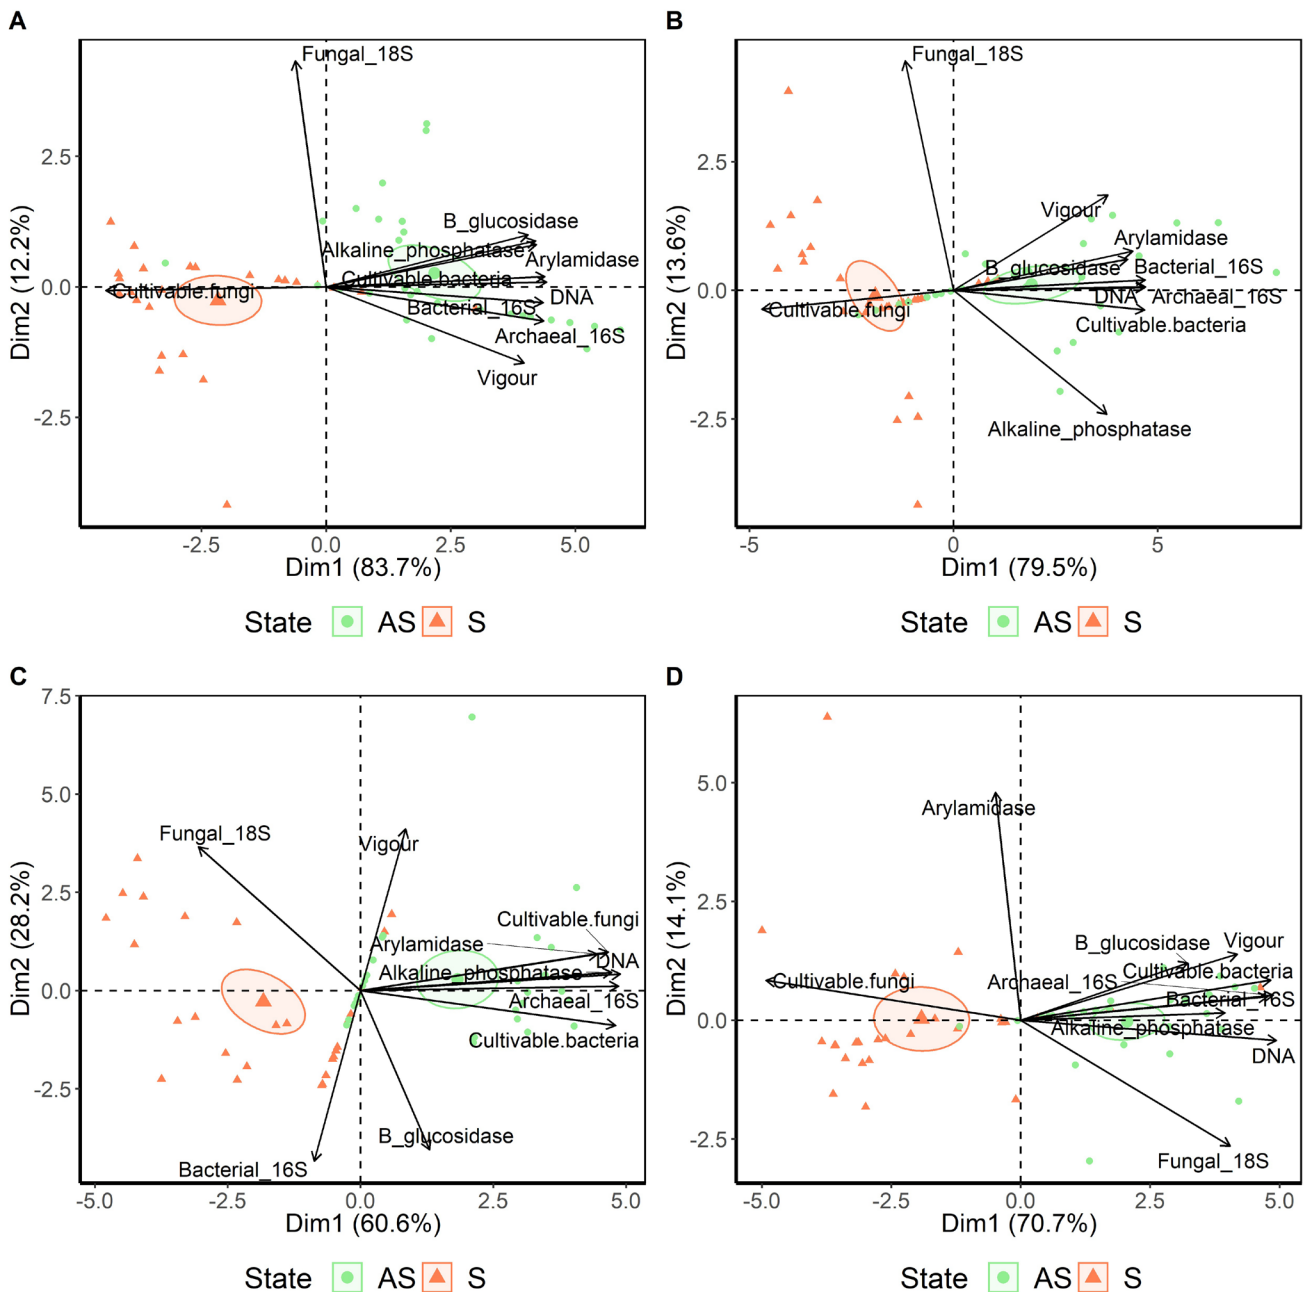 A
Fungal_18S
B_glucosidase
Alkaline_phosphatase
Arylamidase
Cultivable.bacteria
Cultivable.fungi
DNA
Bacterial_16S
Archaeal_16S
Vigour
2.5
0.0
-2.5
Dim2 (12.2%)
-2.5
0.0
2.5
5.0
Dim1 (83.7%)
State
AS
S
B
Fungal_18S
Vigour
Arylamidase
B_glucosidase
Bacterial_16S
DNA
Archaeal_16S
Cultivable.fungi
Cultivable.bacteria
Alkaline_phosphatase
2.5
0.0
-2.5
Dim2 (13.6%)
-5
0
5
Dim1 (79.5%)
State
AS
S
C
Fungal_18S
Vigour
Cultivable.fungi
Arylamidase
DNA
Alkaline_phosphatase
Archaeal_16S
Cultivable.bacteria
B_glucosidase
Bacterial_16S
7.5
5.0
2.5
0.0
-2.5
Dim2 (28.2%)
-5.0
-2.5
0.0
2.5
5.0
Dim1 (60.6%)
State
AS
S
D
Arylamidase
B_glucosidase
Vigour
Cultivable.bacteria
Cultivable.fungi
Archaeal_16S
Bacterial_16S
Alkaline_phosphatase
DNA
Fungal_18S
5.0
2.5
0.0
-2.5
Dim2 (14.1%)
-5.0
-2.5
0.0
2.5
5.0
Dim1 (70.7%)
State
AS
S